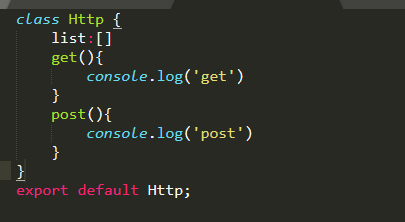 class Http {
    list:[]
    get(){
        console.log('get')
    }
    post(){
        console.log('post')
    }
}
export default Http;